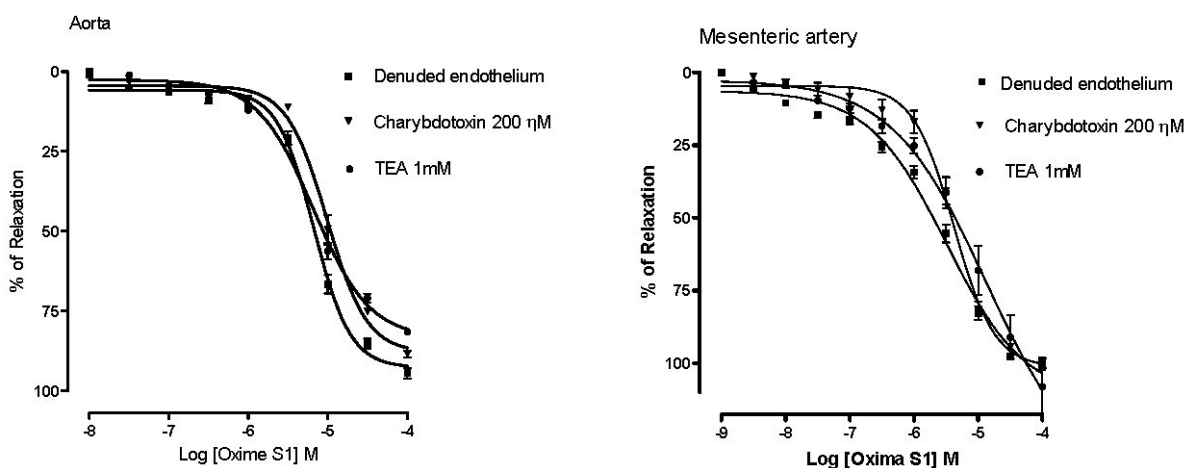 Aorta
Denuded endothelium
Charybdotoxin 200 ηM
TEA 1mM
% of Relaxation
0
25
50
75
100
-8
-7
-6
-5
-4
Log [Oxime S1] M
Mesenteric artery
Denuded endothelium
Charybdotoxin 200 ηM
TEA 1mM
% of Relaxation
0
25
50
75
100
-9
-8
-7
-6
-5
-4
Log [Oxima S1] M